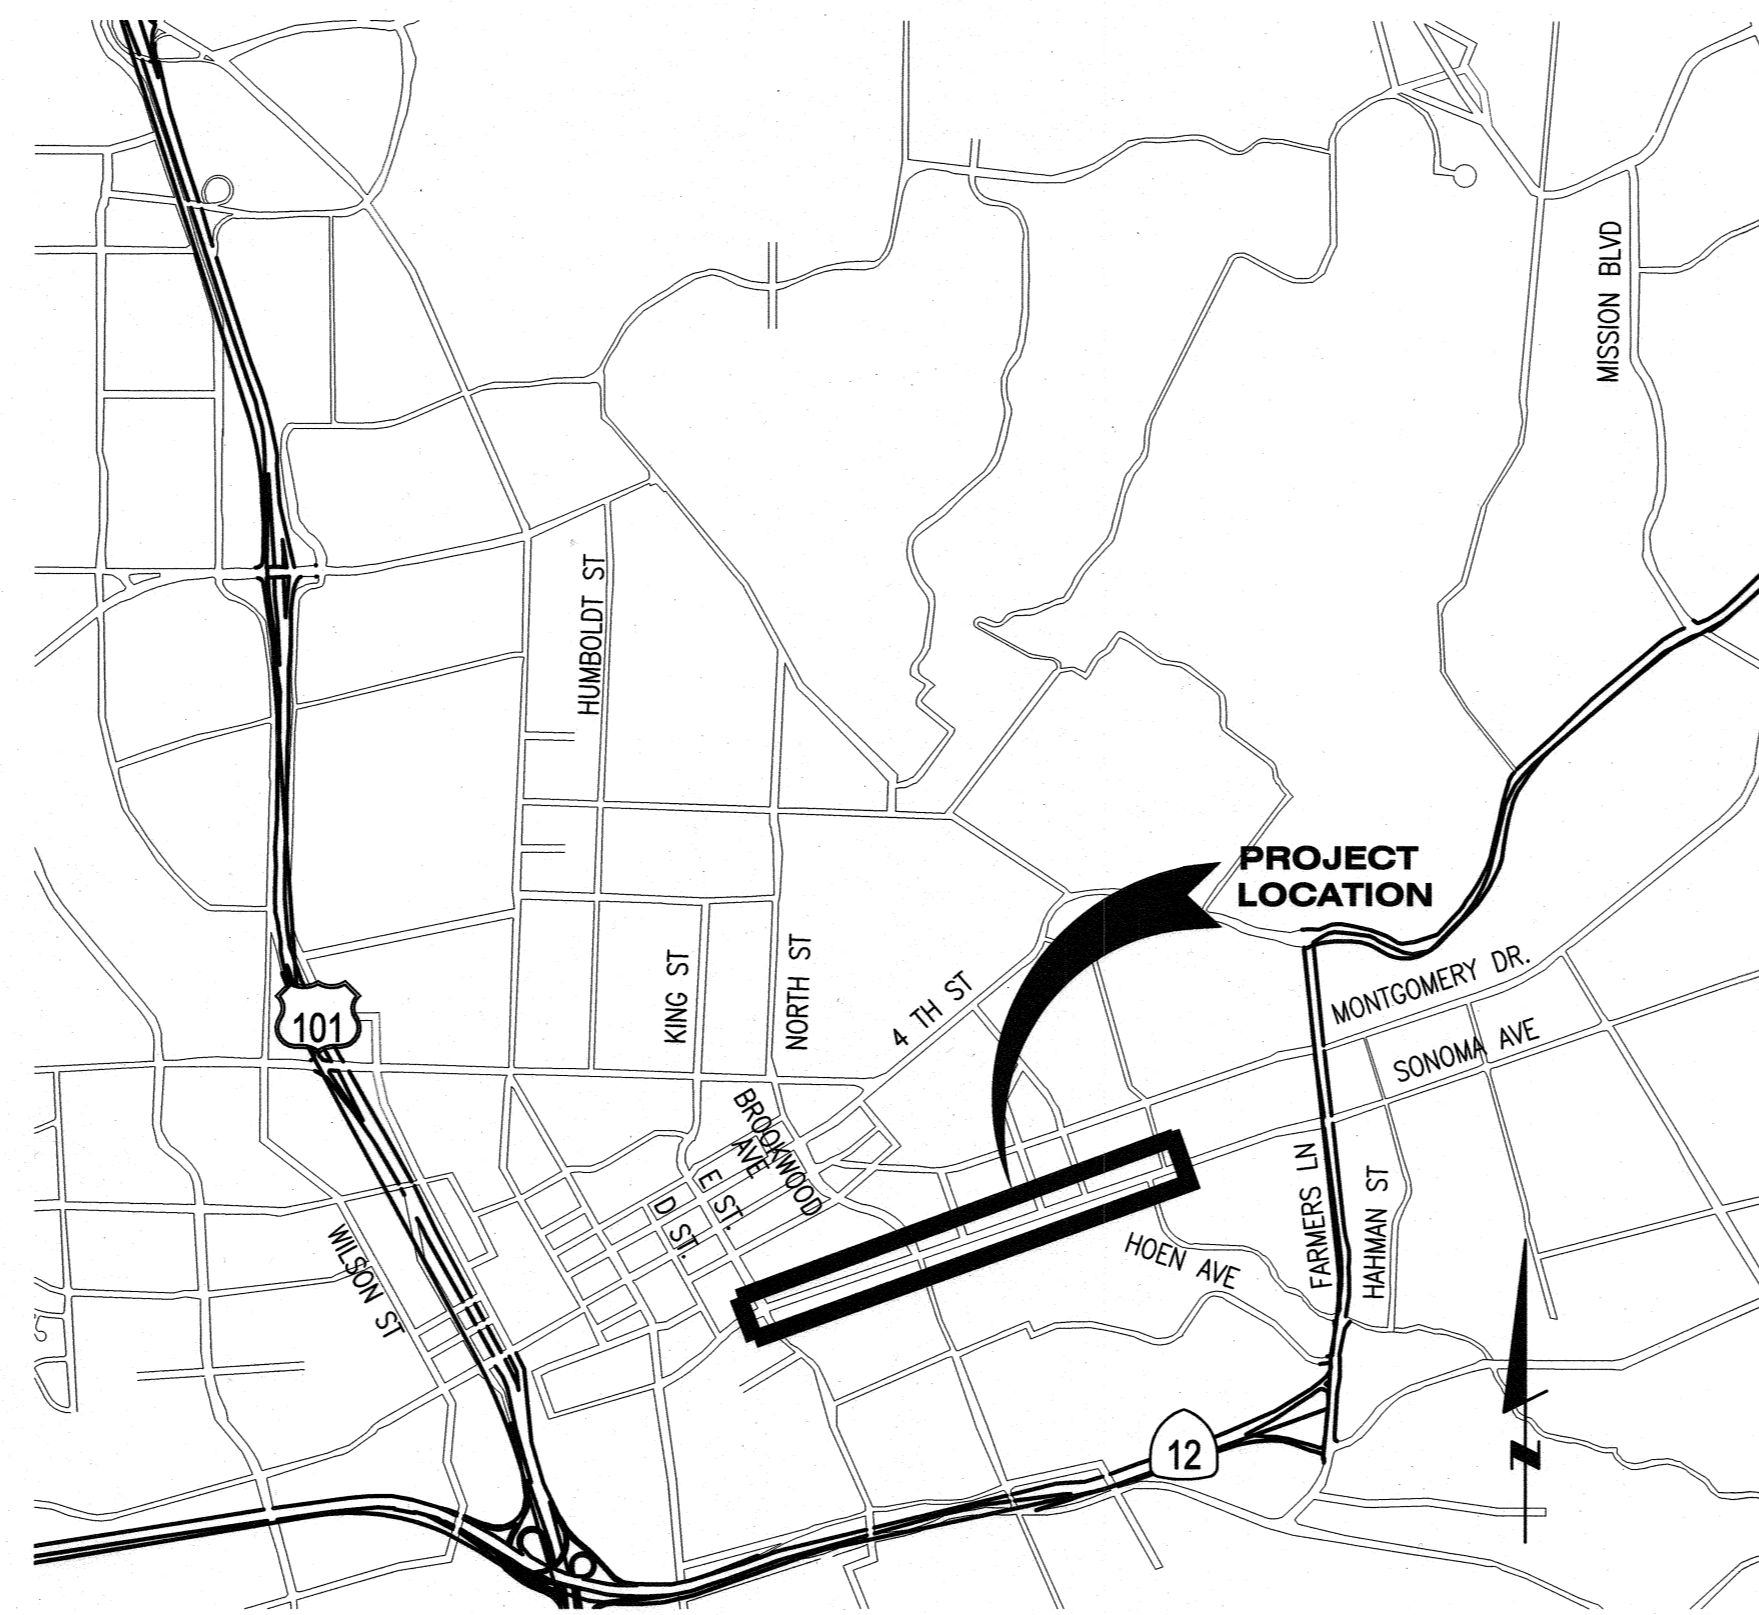 MISSION BLVD
HUMBOLDT ST
PROJECT
LOCATION
KING ST
NORTH ST
4 TH ST
MONTGOMERY DR.
SONOMA AVE
101
BROOKWOOD
AVE
E ST.
D ST.
WILSON ST
HOEN AVE
FARMERS LN
HAHMAN ST
12
N